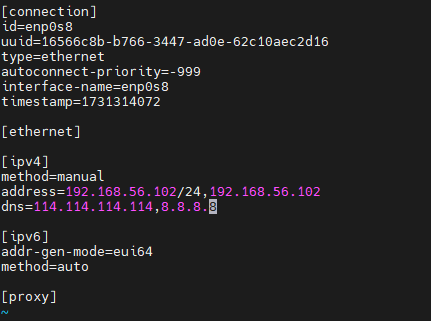 [connection]
id=enp0s8
uuid=16566c8b-b766-3447-ad0e-62c10aec2d16
type=ethernet
autoconnect-priority=-999
interface-name=enp0s8
timestamp=1731314072
[ethernet]
[ipv4]
method=manual
address=192.168.56.102/24,192.168.56.102
dns=114.114.114.114,8.8.8.8
[ipv6]
addr-gen-mode=eui64
method=auto
[proxy]
~